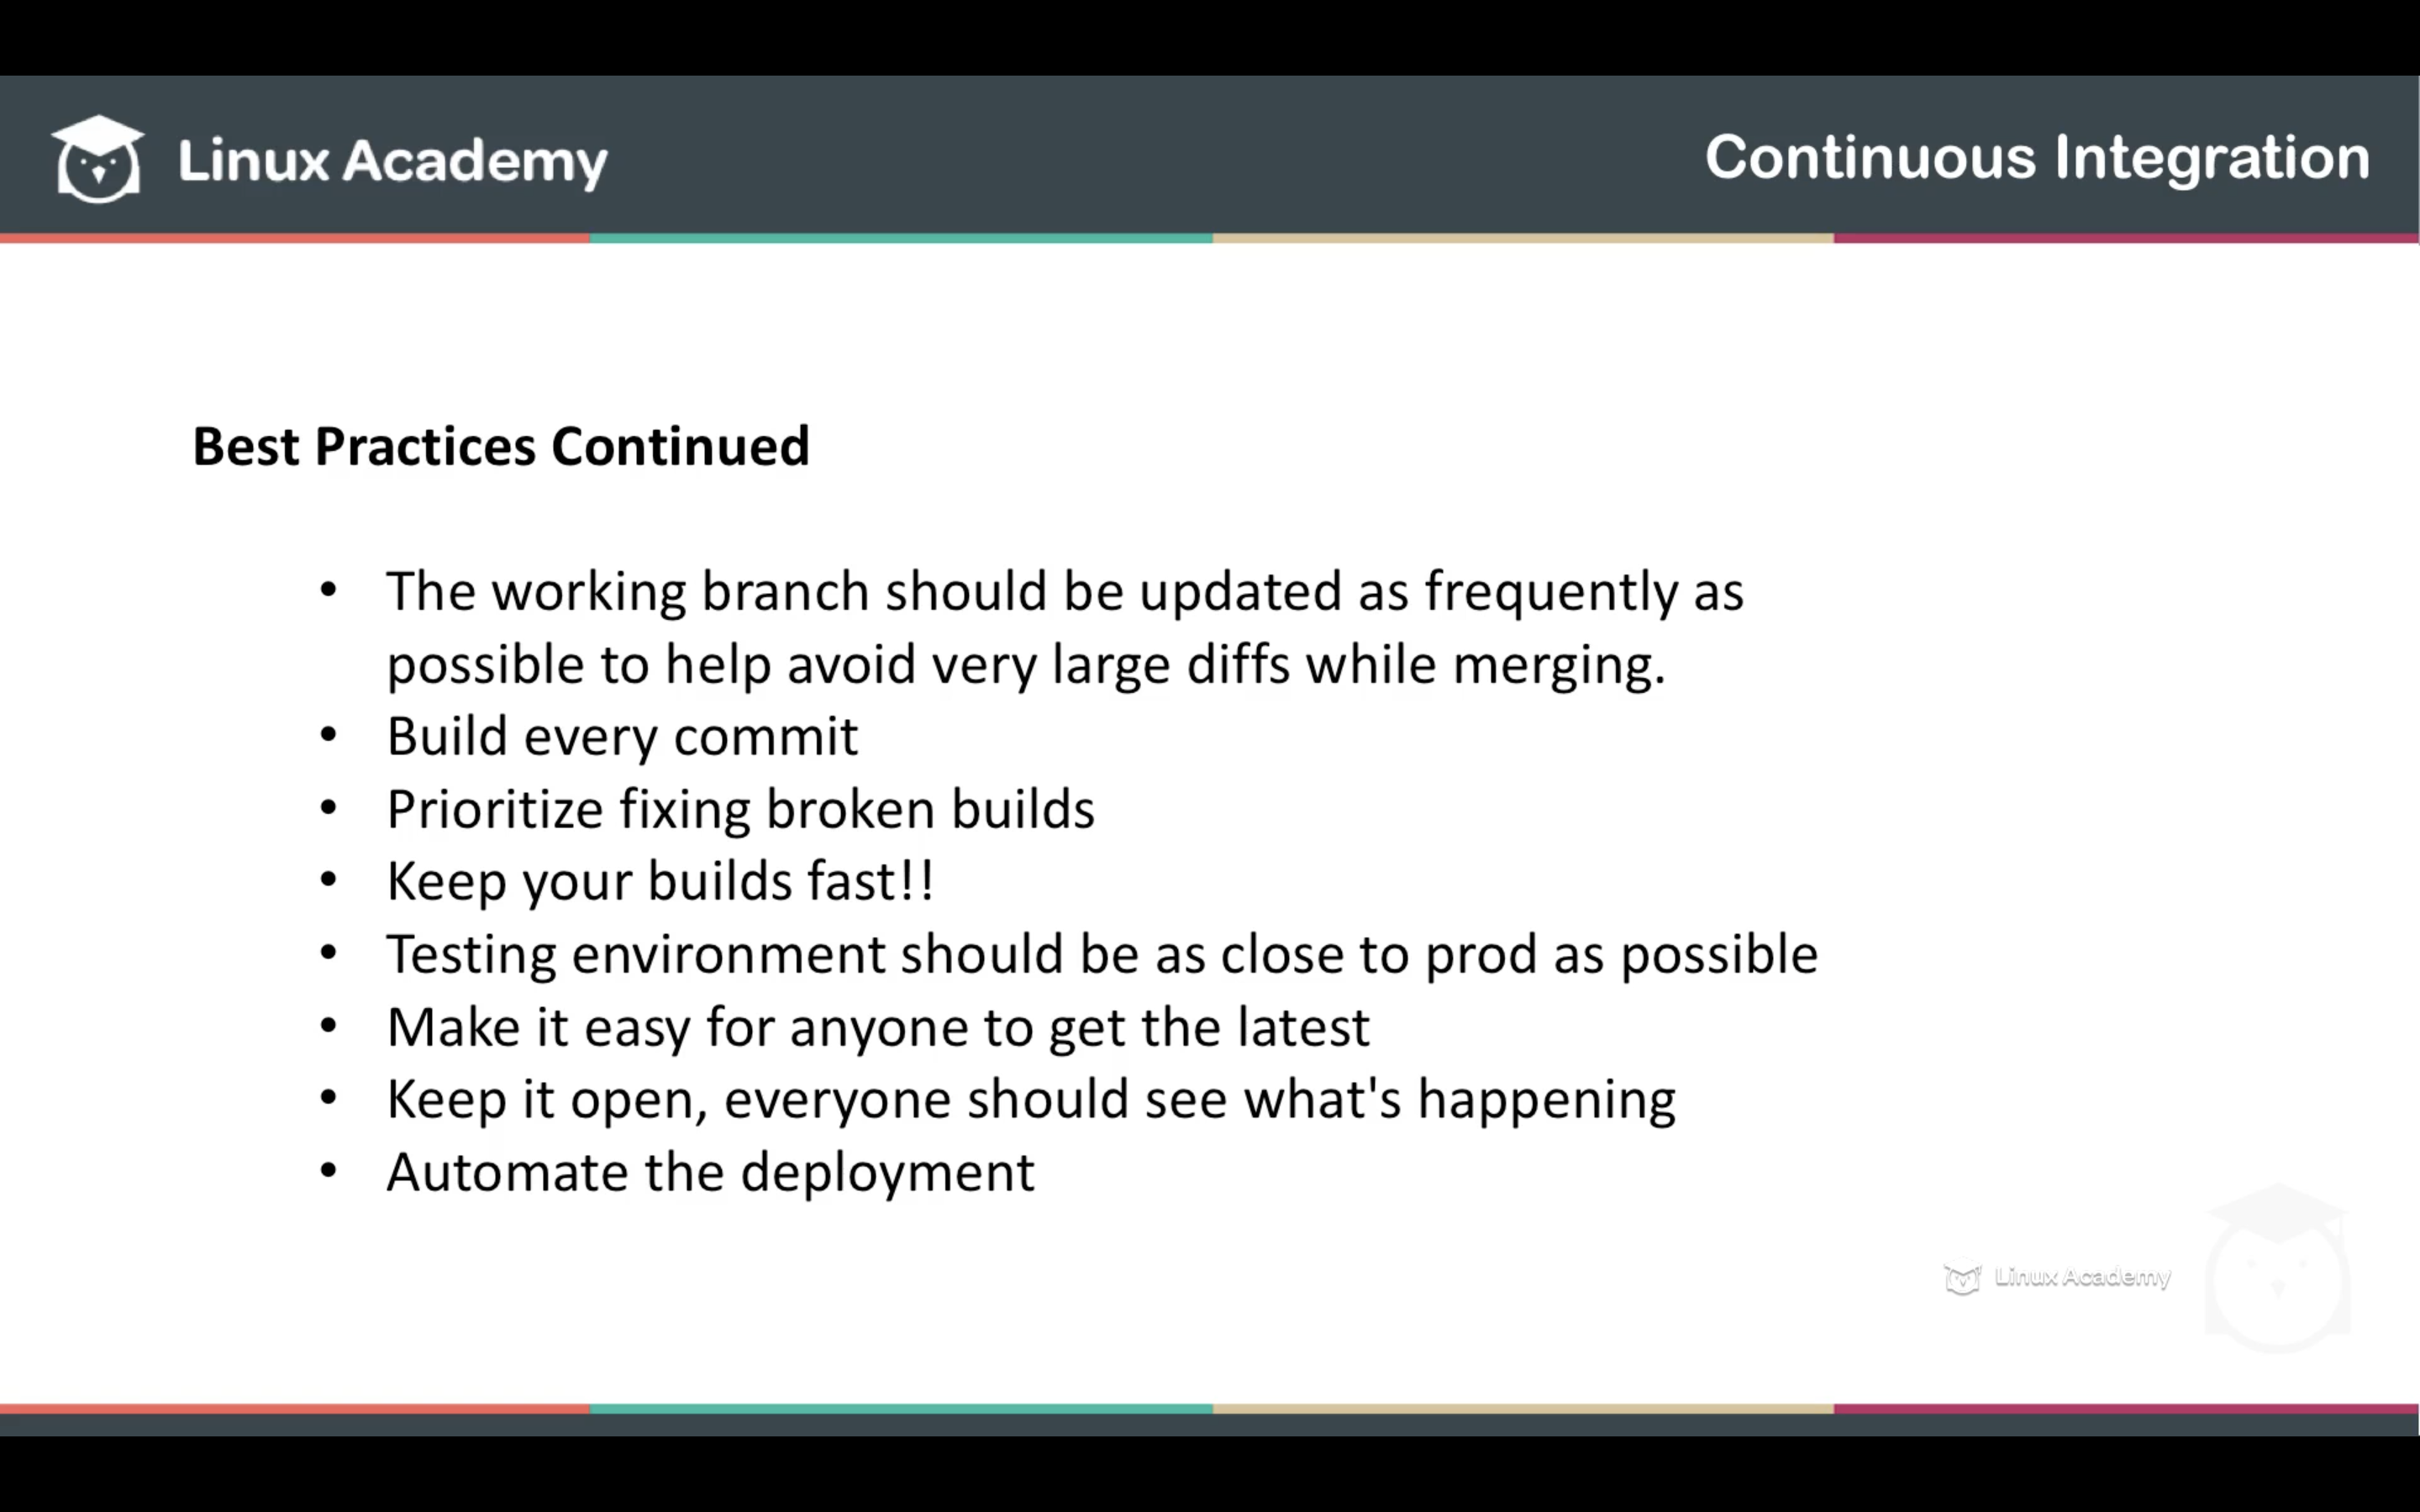 Linux Academy
Continuous Integration
Best Practices Continued
• The working branch should be updated as frequently as
possible to help avoid very large diffs while merging.
• Build every commit
• Prioritize fixing broken builds
• Keep your builds fast!!
• Testing environment should be as close to prod as possible
• Make it easy for anyone to get the latest
• Keep it open, everyone should see what's happening
• Automate the deployment
Linux Academy